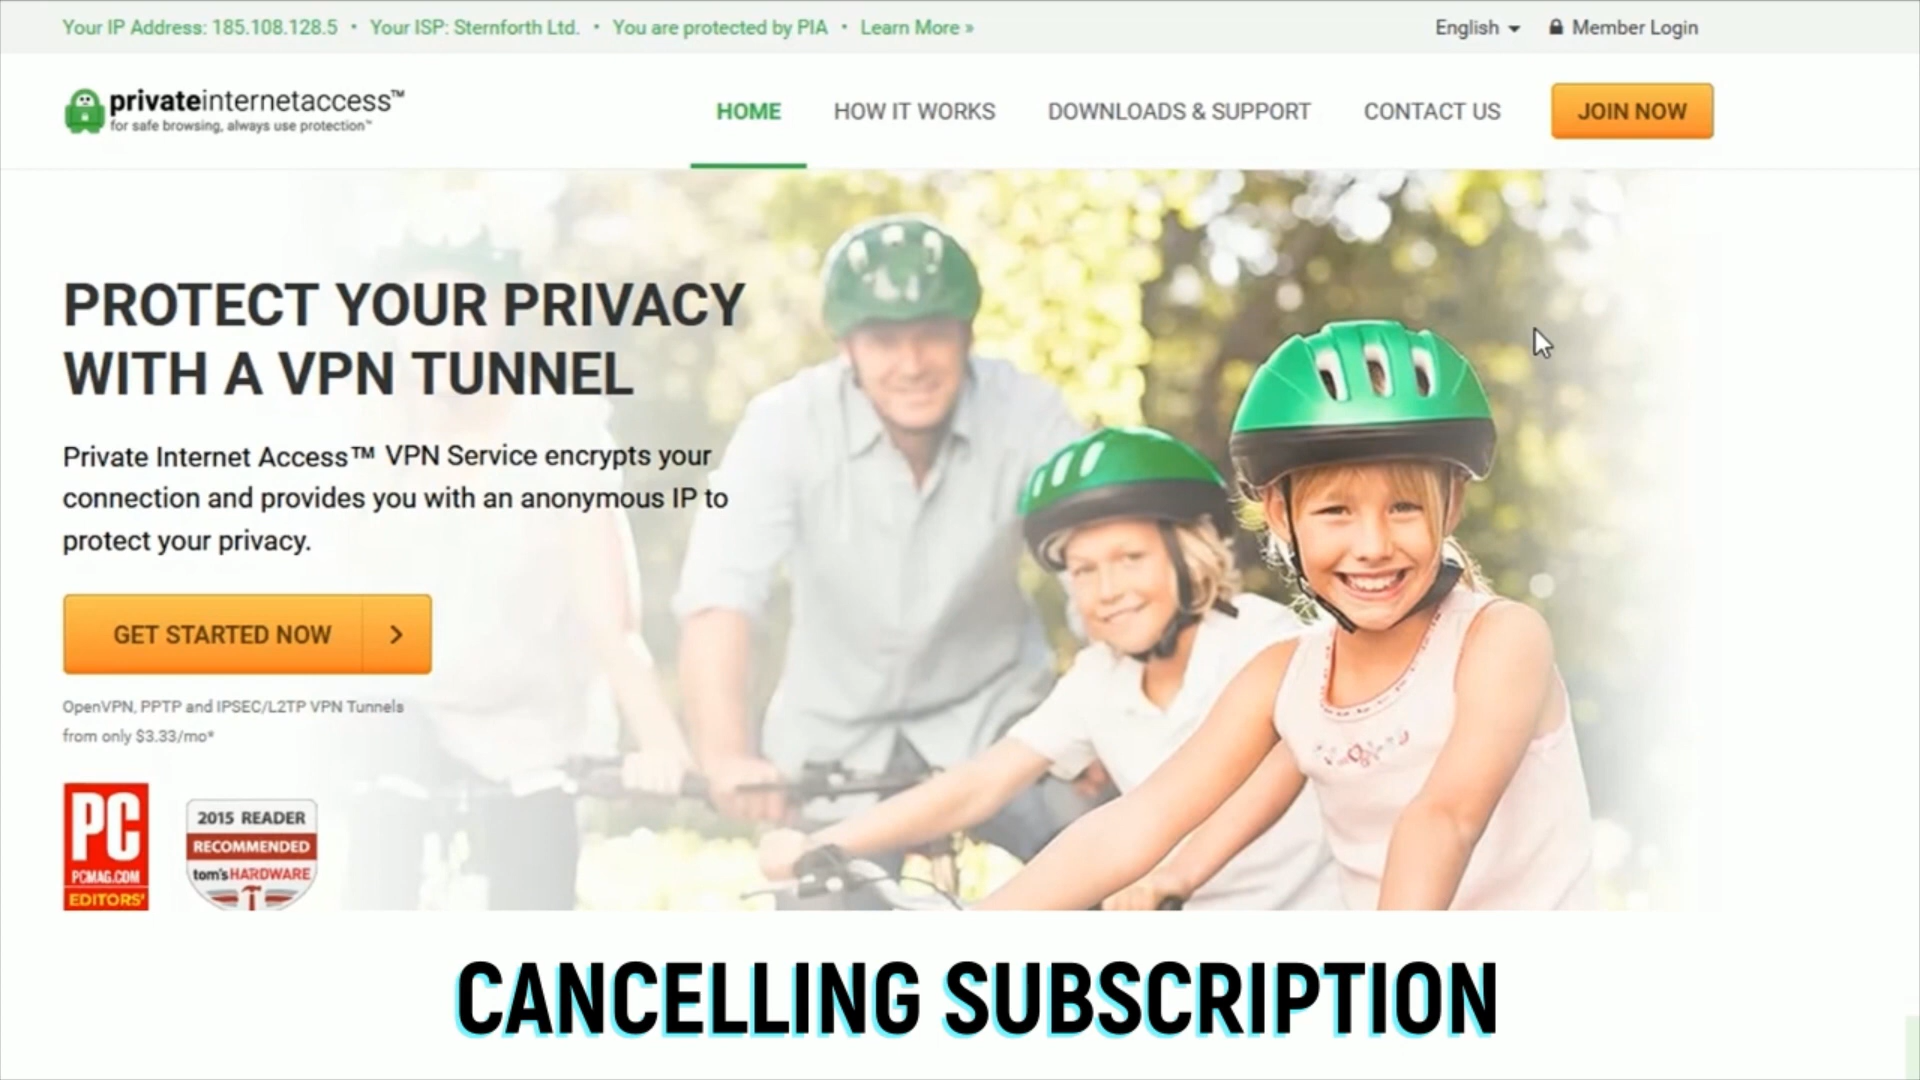 Your IP Address: 185.108.128.5 • Your ISP: Sternforth Ltd. • You are protected by PIA • Learn More »
English
Member Login
privateinternetaccess™
for safe browsing, always use protection™
HOME
HOW IT WORKS
DOWNLOADS & SUPPORT
CONTACT US
JOIN NOW
PROTECT YOUR PRIVACY
WITH A VPN TUNNEL
Private Internet Access™ VPN Service encrypts your
connection and provides you with an anonymous IP to
protect your privacy.
GET STARTED NOW
OpenVPN, PPTP and IPSEC/L2TP VPN Tunnels
from only $3.33/mo*
PC
PCMAG.COM
EDITORS'
2015 READER
RECOMMENDED
tom's HARDWARE
CANCELLING SUBSCRIPTION